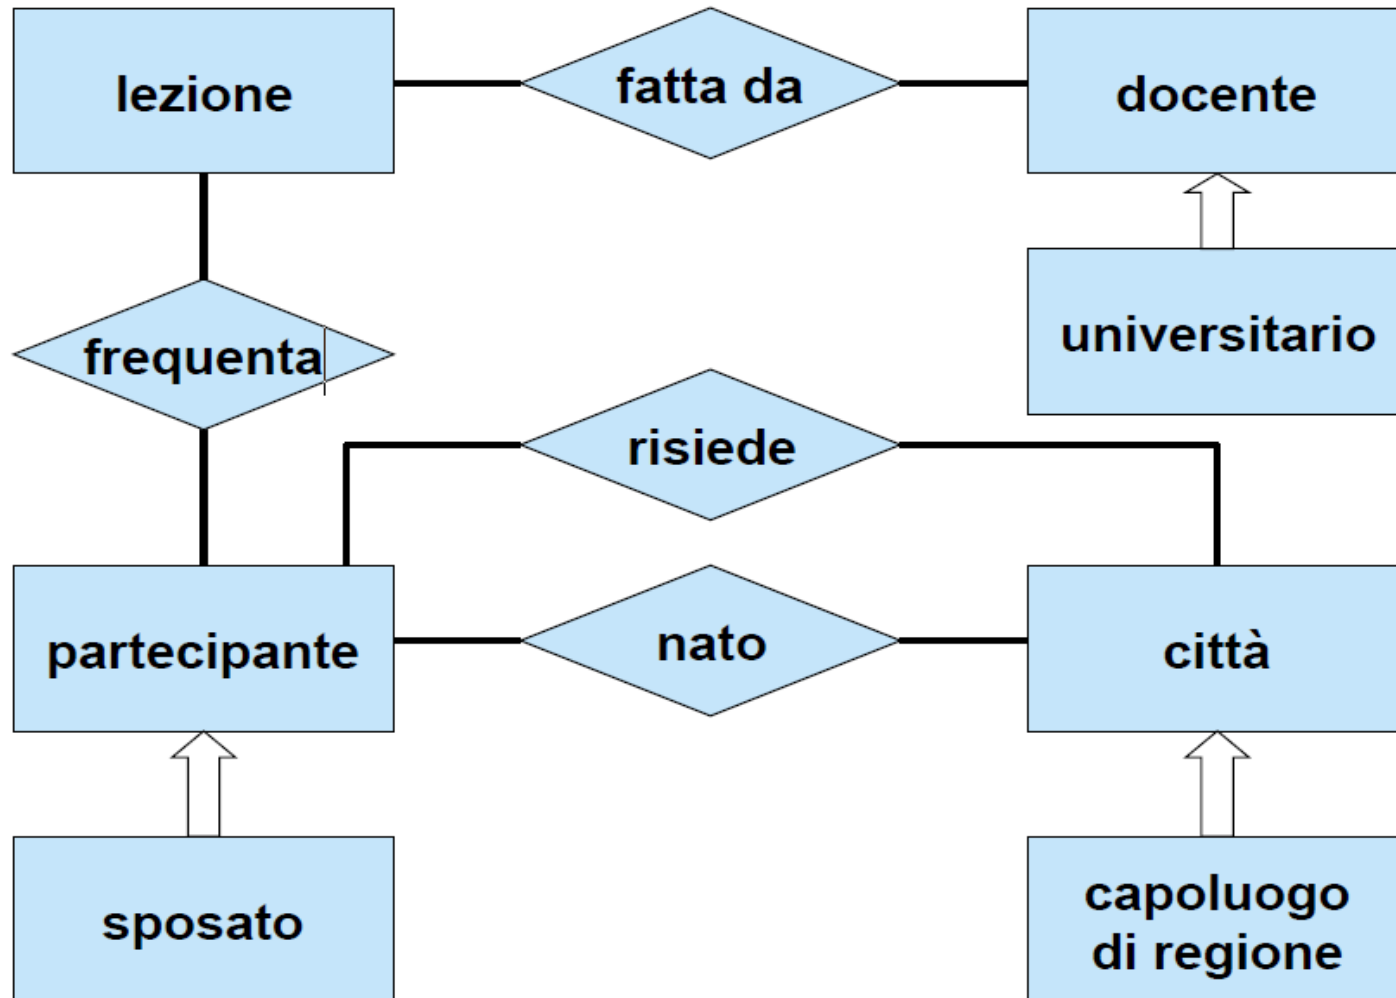 lezione
fatta da
docente
universitario
frequenta
risiede
partecipante
nato
città
sposato
capoluogo
di regione